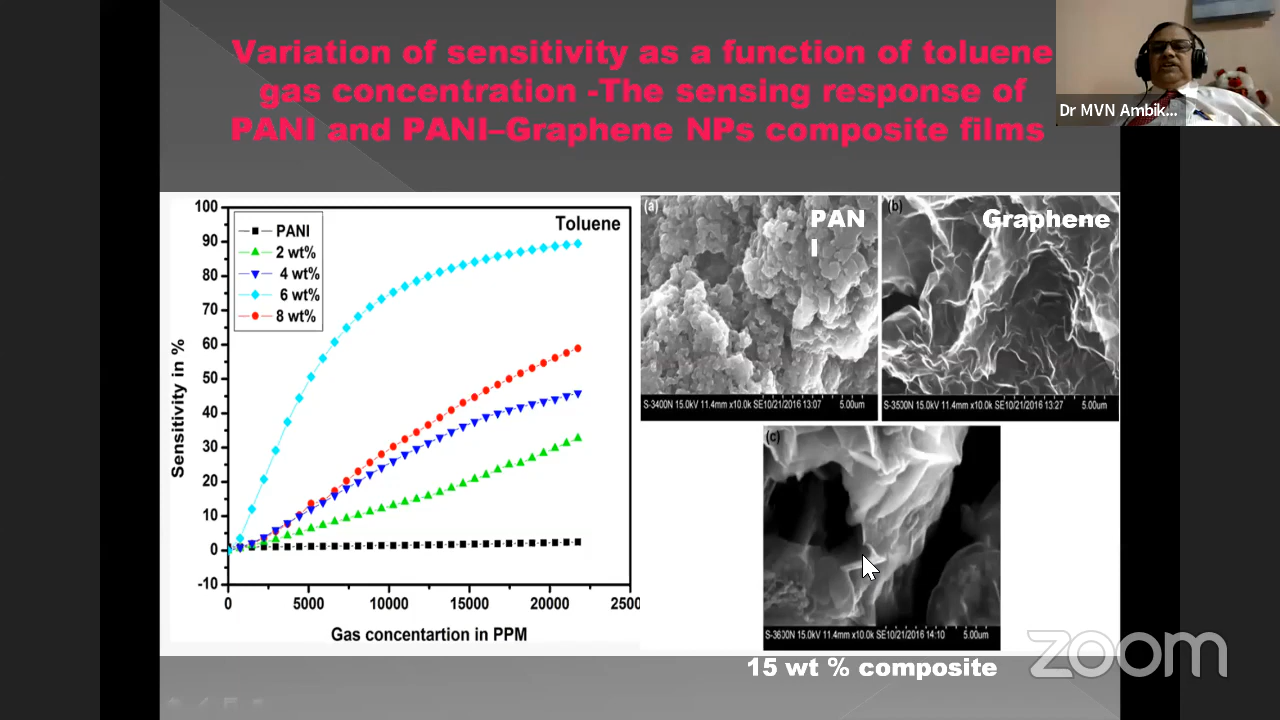 Variation of sensitivity as a function of toluene
gas concentration -The sensing response of
PANI and PANI–Graphene NPs composite films
Dr MVN Ambik...
100
90
80
70
60
50
40
30
20
10
0
-10
Sensitivity in %
PANI
2 wt%
4 wt%
6 wt%
8 wt%
Toluene
0 5000 10000 15000 20000 2500
Gas concentartion in PPM
(a)
PAN
I
S-3400N 15.0kV 11.4mm x10.0k SE10/21/2016 13:07 5.00um
(b)
Graphene
S-3500N 15.0kV 11.4mm x10.0k SE10/21/2016 13:27 5.00um
(c)
S-3600N 15.0kV 11.4mm x10.0k SE10/21/2016 14:10 5.00um
15 wt % composite
zoom